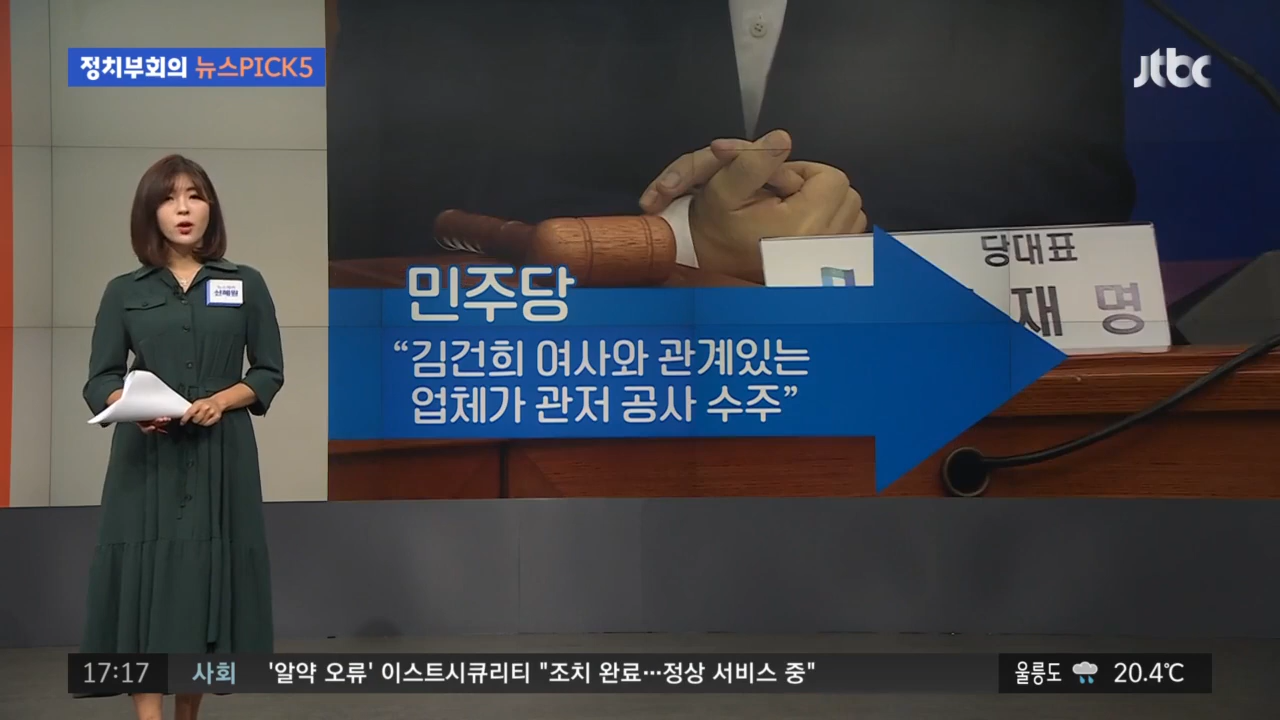 정치부회의 뉴스PICK5
jtbc
신혜원
당대표
재 명
민주당
“김건희 여사와 관계있는
업체가 관저 공사 수주”
17:17 사회 '알약 오류' 이스트시큐리티 "조치 완료…정상 서비스 중" 울릉도 20.4℃